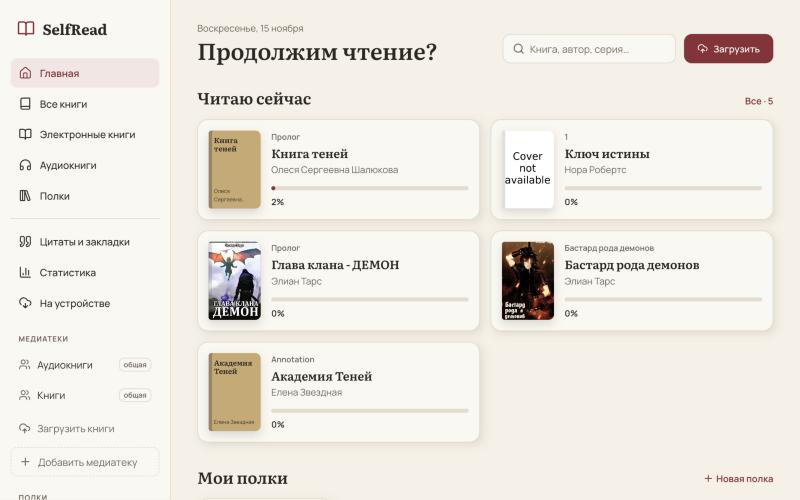 SelfRead
Главная
Все книги
Электронные книги
Аудиокниги
Полки
Цитаты и закладки
Статистика
На устройстве
МЕДИАТЕКИ
Аудиокниги общая
Книги общая
Загрузить книги
Добавить медиатеку
ПОЛКИ
Воскресенье, 15 ноября
Продолжим чтение?
Книга, автор, серия...
Загрузить
Читаю сейчас
Все · 5
Книга
теней
Олеся
Сергеевна...
Пролог
Книга теней
Олеся Сергеевна Шалюкова
2%
Cover
not
available
1
Ключ истины
Нора Робертс
0%
ГЛАВА КЛАНА
ДЕМОН
Пролог
Глава клана - ДЕМОН
Элиан Тарс
0%
Бастард
рода
демонов
Бастард рода демонов
Бастард рода демонов
Элиан Тарс
0%
Академия
Теней
Елена Звездная
Annotation
Академия Теней
Елена Звездная
0%
Мои полки
Новая полка